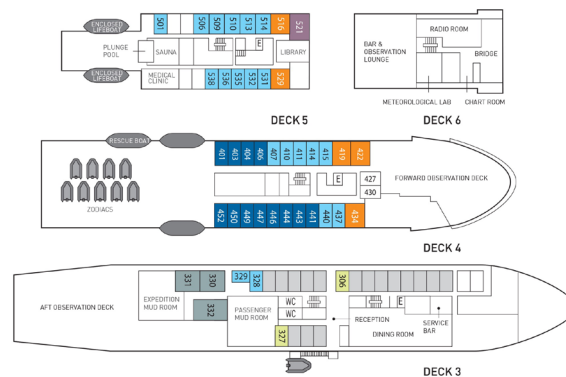 ENCLOSED
LIFEBOAT
501
506
509
510
513
514
516
521
PLUNGE
POOL
SAUNA
E
LIBRARY
MEDICAL
CLINIC
538
536
535
532
531
529
ENCLOSED
LIFEBOAT
DECK 5
RADIO ROOM
BAR &
OBSERVATION
LOUNGE
BRIDGE
METEOROLOGICAL LAB
CHART ROOM
DECK 6
RESCUE BOAT
401
403
404
406
407
410
411
414
415
419
422
E
427
430
FORWARD OBSERVATION DECK
ZODIACS
452
450
449
447
446
444
443
441
440
437
434
DECK 4
331
330
329
328
306
AFT OBSERVATION DECK
EXPEDITION
MUD ROOM
332
PASSENGER
MUD ROOM
WC
WC
E
327
RECEPTION
DINING ROOM
SERVICE
BAR
DECK 3